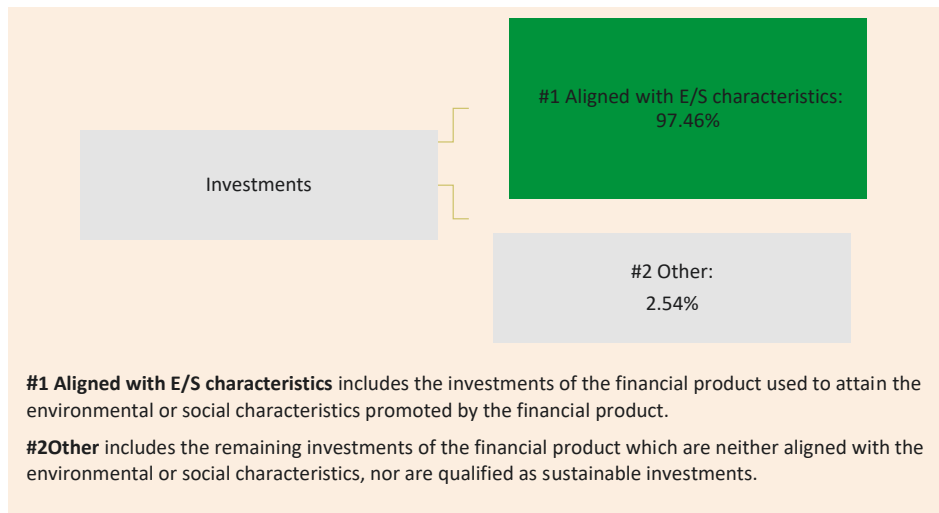 #1 Aligned with E/S characteristics:
97.46%
Investments
#2 Other:
2.54%
#1 Aligned with E/S characteristics includes the investments of the financial product used to attain the
environmental or social characteristics promoted by the financial product.
#2Other includes the remaining investments of the financial product which are neither aligned with the
environmental or social characteristics, nor are qualified as sustainable investments.